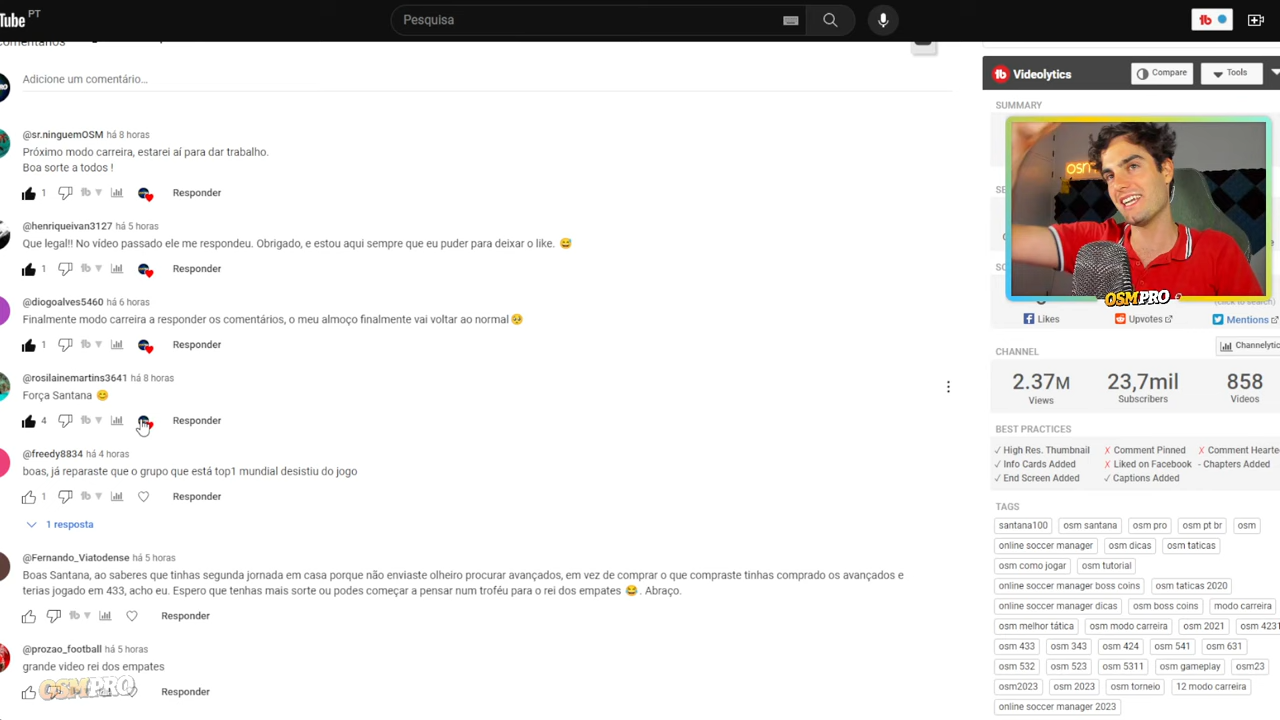 Tube PT
Pesquisa
comentários
Adicione um comentário...
@sr.ninguemOSM há 8 horas
Próximo modo carreira, estarei aí para dar trabalho.
Boa sorte a todos !
1 Responder
@henriqueivan3127 há 5 horas
Que legal!! No vídeo passado ele me respondeu. Obrigado, e estou aqui sempre que eu puder para deixar o like. 😅
1 Responder
@diogoalves5460 há 6 horas
Finalmente modo carreira a responder os comentários, o meu almoço finalmente vai voltar ao normal 🥺
1 Responder
@rosilainemartins3641 há 8 horas
Força Santana 😊
4 Responder
@freedy8834 há 4 horas
boas, já reparaste que o grupo que está top1 mundial desistiu do jogo
1 Responder
1 resposta
@Fernando_Viatodense há 5 horas
Boas Santana, ao saberes que tinhas segunda jornada em casa porque não enviaste olheiro procurar avançados, em vez de comprar o que compraste tinhas comprado os avançados e
terias jogado em 433, acho eu. Espero que tenhas mais sorte ou podes começar a pensar num troféu para o rei dos empates 😂. Abraço.
Responder
@prozao_football há 5 horas
grande video rei dos empates
Responder
OSMPRO
Videolytics
Compare
Tools
SUMMARY
osm
OSMPRO
(click to search)
Likes
Upvotes
Mentions
Channelytic
CHANNEL
2.37M
Views
23,7mil
Subscribers
858
Videos
BEST PRACTICES
✓ High Res. Thumbnail ✗ Comment Pinned ✗ Comment Hearte
✓ Info Cards Added ✗ Liked on Facebook - Chapters Added
✓ End Screen Added ✓ Captions Added
TAGS
santana100 osm santana osm pro osm pt br osm
online soccer manager osm dicas osm taticas
osm como jogar osm tutorial
online soccer manager boss coins osm taticas 2020
online soccer manager dicas osm boss coins modo carreira
osm melhor tática osm modo carreira osm 2021 osm 4231
osm 433 osm 343 osm 424 osm 541 osm 631
osm 532 osm 523 osm 5311 osm gameplay osm23
osm2023 osm 2023 osm torneio 12 modo carreira
online soccer manager 2023